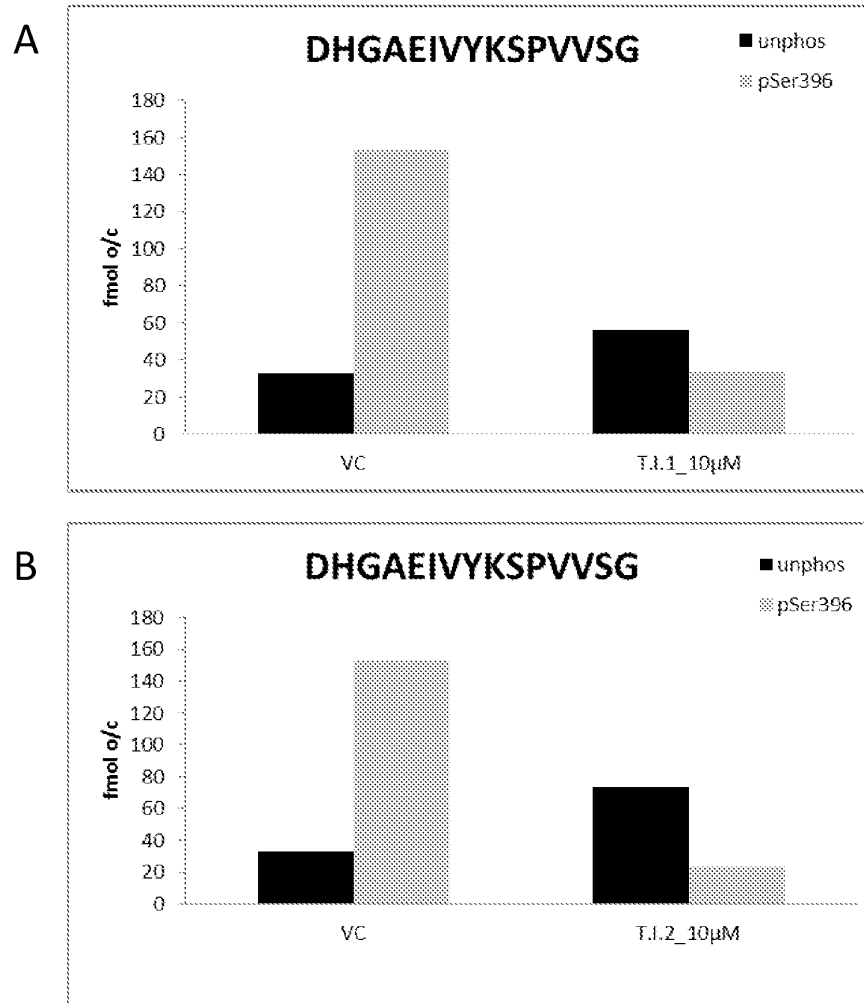 A
DHGAEIVYKSPVVSG
unphos
pSer396
180
160
140
120
100
80
60
40
20
0
fmol o/c
VC
T.I.1_10µM
B
DHGAEIVYKSPVVSG
unphos
pSer396
180
160
140
120
100
80
60
40
20
0
fmol o/c
VC
T.I.2_10µM